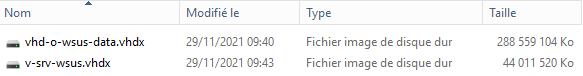 Nom Modifié le Type Taille
vhd-o-wsus-data.vhdx 29/11/2021 09:40 Fichier image de disque dur 288 559 104 Ko
v-srv-wsus.vhdx 29/11/2021 09:43 Fichier image de disque dur 44 011 520 Ko